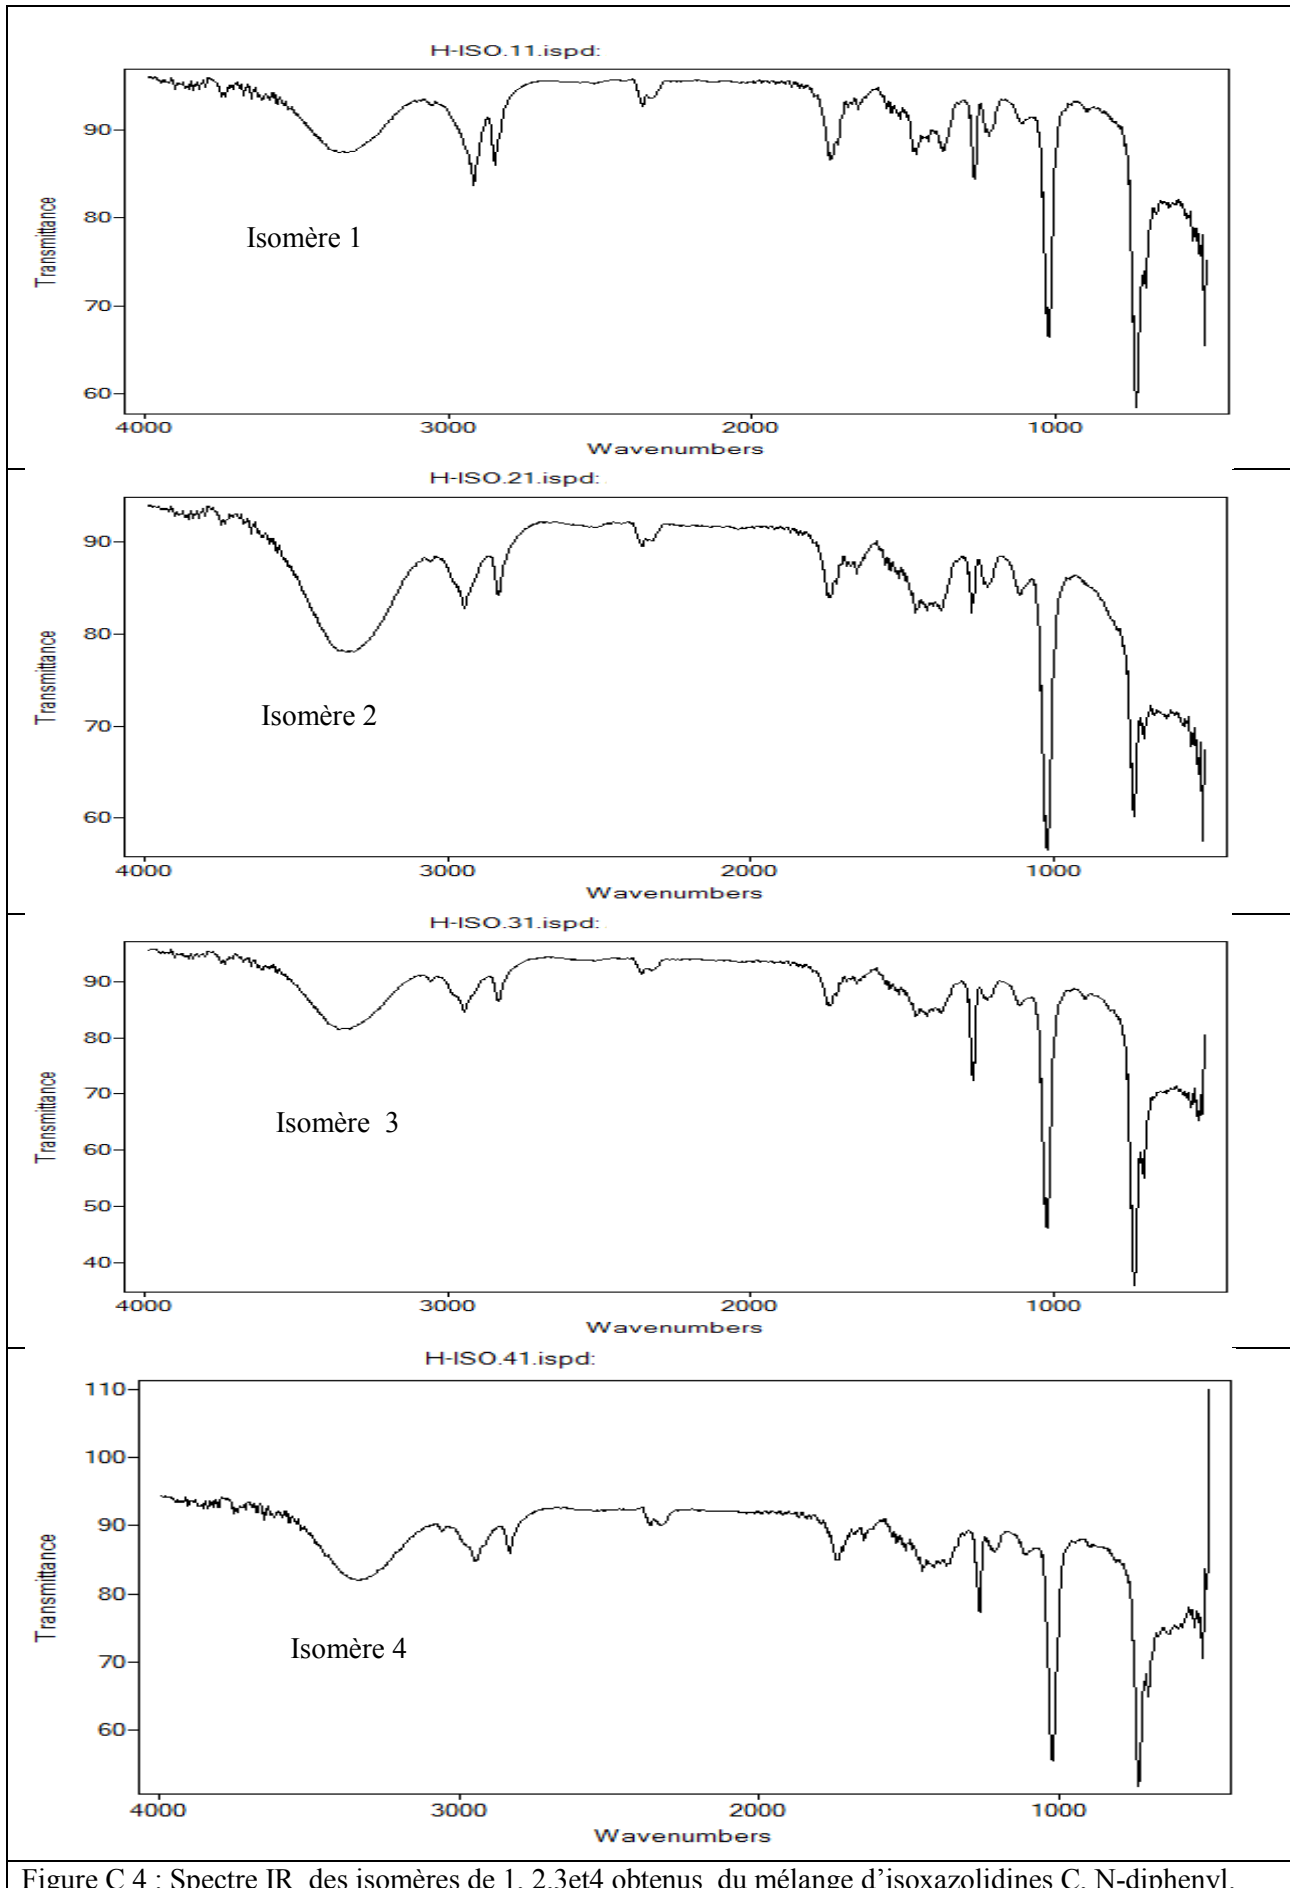 H-ISO.11.ispd:
90
80
70
60
Transmittance
Isomère 1
4000 3000 2000 1000
Wavenumbers
H-ISO.21.ispd:
90
80
70
60
Transmittance
Isomère 2
4000 3000 2000 1000
Wavenumbers
H-ISO.31.ispd:
90
80
70
60
50
40
Transmittance
Isomère 3
4000 3000 2000 1000
Wavenumbers
H-ISO.41.ispd:
110
100
90
80
70
60
Transmittance
Isomère 4
4000 3000 2000 1000
Wavenumbers
Figure C 4 : Spectre IR des isomères de 1, 2,3et4 obtenus du mélange d'isoxazolidines C, N-diphenyl.